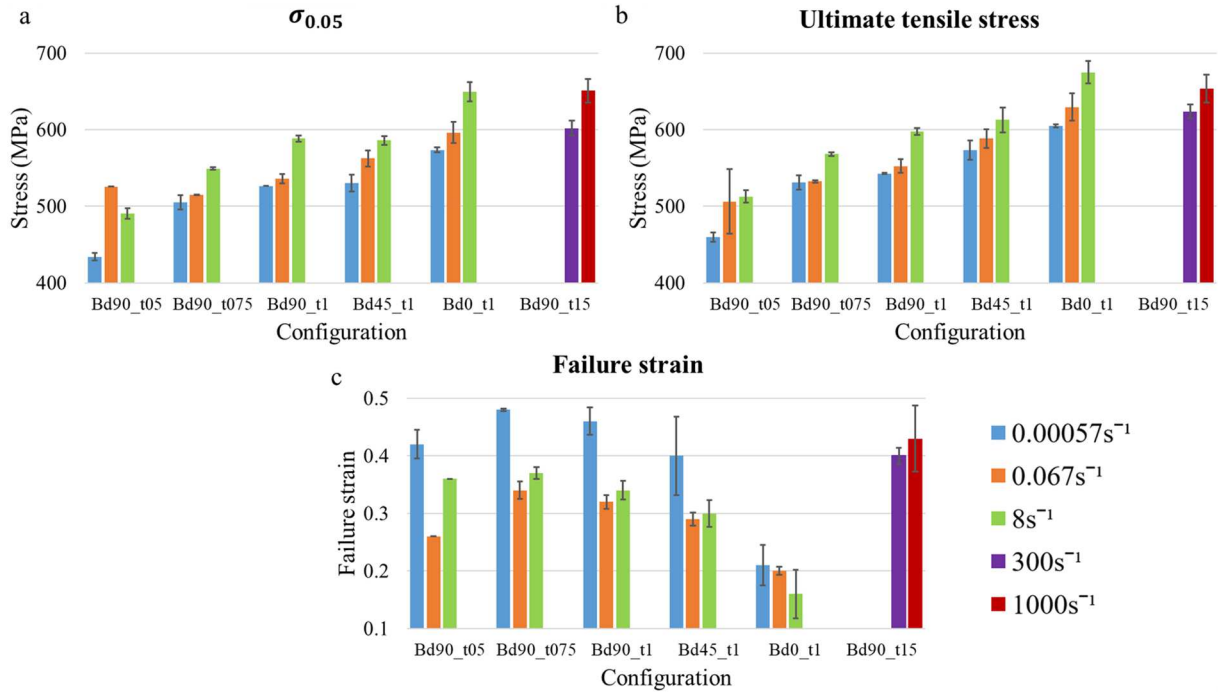 a
σ₀.₀₅
700
600
500
400
Stress (MPa)
Bd90_t05 Bd90_t075 Bd90_t1 Bd45_t1 Bd0_t1 Bd90_t15
Configuration
b
Ultimate tensile stress
700
600
500
400
Stress (MPa)
Bd90_t05 Bd90_t075 Bd90_t1 Bd45_t1 Bd0_t1 Bd90_t15
Configuration
c
Failure strain
0.5
0.4
0.3
0.2
0.1
Failure strain
Bd90_t05 Bd90_t075 Bd90_t1 Bd45_t1 Bd0_t1 Bd90_t15
Configuration
0.00057s⁻¹
0.067s⁻¹
8s⁻¹
300s⁻¹
1000s⁻¹